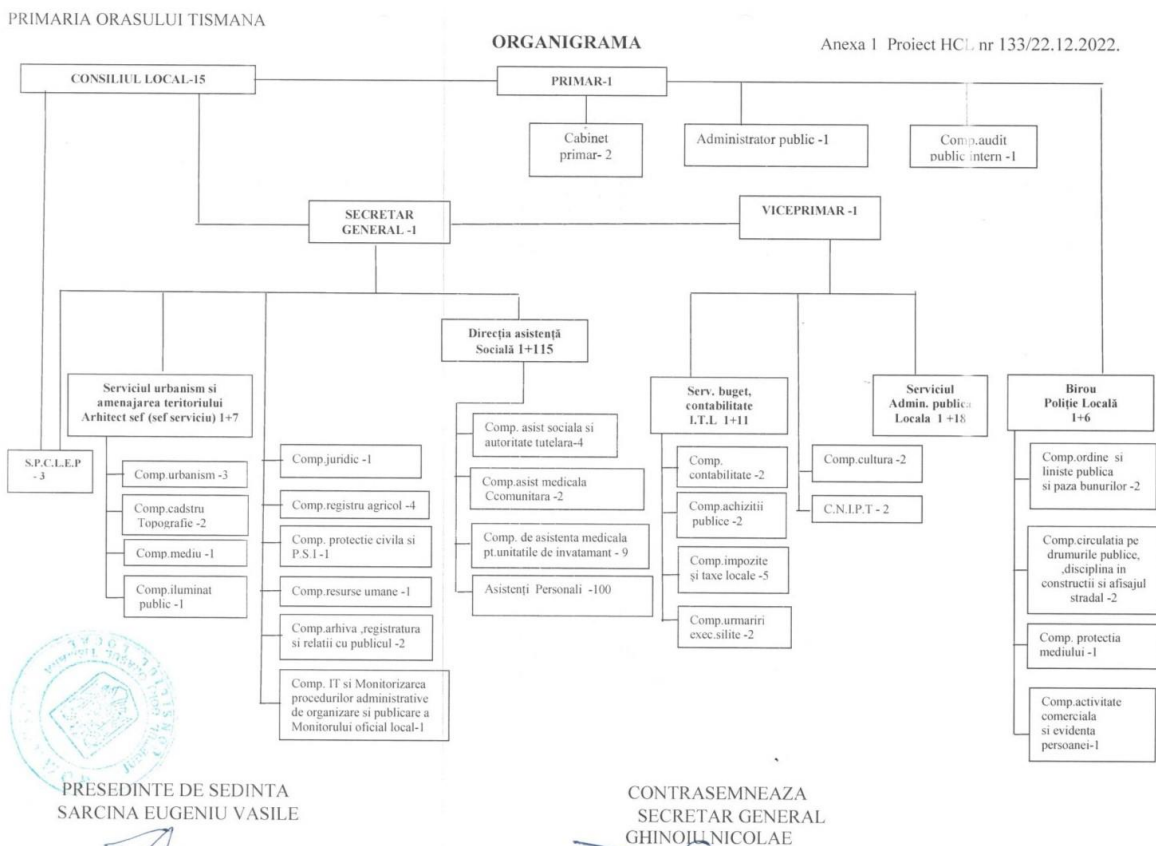 PRIMARIA ORASULUI TISMANA
ORGANIGRAMA
Anexa 1 Proiect HCL nr 133/22.12.2022.
CONSILIUL LOCAL-15
PRIMAR-1
Cabinet
primar- 2
Administrator public -1
Comp.audit
public intern -1
SECRETAR
GENERAL -1
VICEPRIMAR -1
Direcția asistență
Socială 1+115
Serviciul urbanism si
amenajarea teritoriului
Arhitect sef (sef serviciu) 1+7
Serv. buget,
contabilitate
I.T.L 1+11
Serviciul
Admin. publica
Locala 1 +18
Birou
Poliție Locală
1+6
S.P.C.L.E.P
- 3
Comp.urbanism -3
Comp.cadstru
Topografie -2
Comp.mediu -1
Comp.iluminat
public -1
Comp.juridic -1
Comp.registru agricol -4
Comp. protectie civila si
P.S.I -1
Comp.resurse umane -1
Comp.arhiva ,registratura
si relatii cu publicul -2
Comp. IT si Monitorizarea
procedurilor administrative
de organizare si publicare a
Monitorului oficial local-1
Comp. asist sociala si
autoritate tutelara-4
Comp.asist medicala
Ccomunitara -2
Comp. de asistenta medicala
pt.unitatile de invatamant - 9
Asistenți Personali -100
Comp.
contabilitate -2
Comp.achizitii
publice -2
Comp.impozite
și taxe locale -5
Comp.urmariri
exec.silite -2
Comp.cultura -2
C.N.I.P.T - 2
Comp.ordine si
liniste publica
si paza bunurilor -2
Comp.circulatia pe
drumurile publice,
,disciplina in
constructii si afisajul
stradal -2
Comp. protectia
mediului -1
Comp.activitate
comerciala
si evidenta
persoanei-1
PRESEDINTE DE SEDINTA
SARCINA EUGENIU VASILE
CONTRASEMNEAZA
SECRETAR GENERAL
GHINOIU NICOLAE